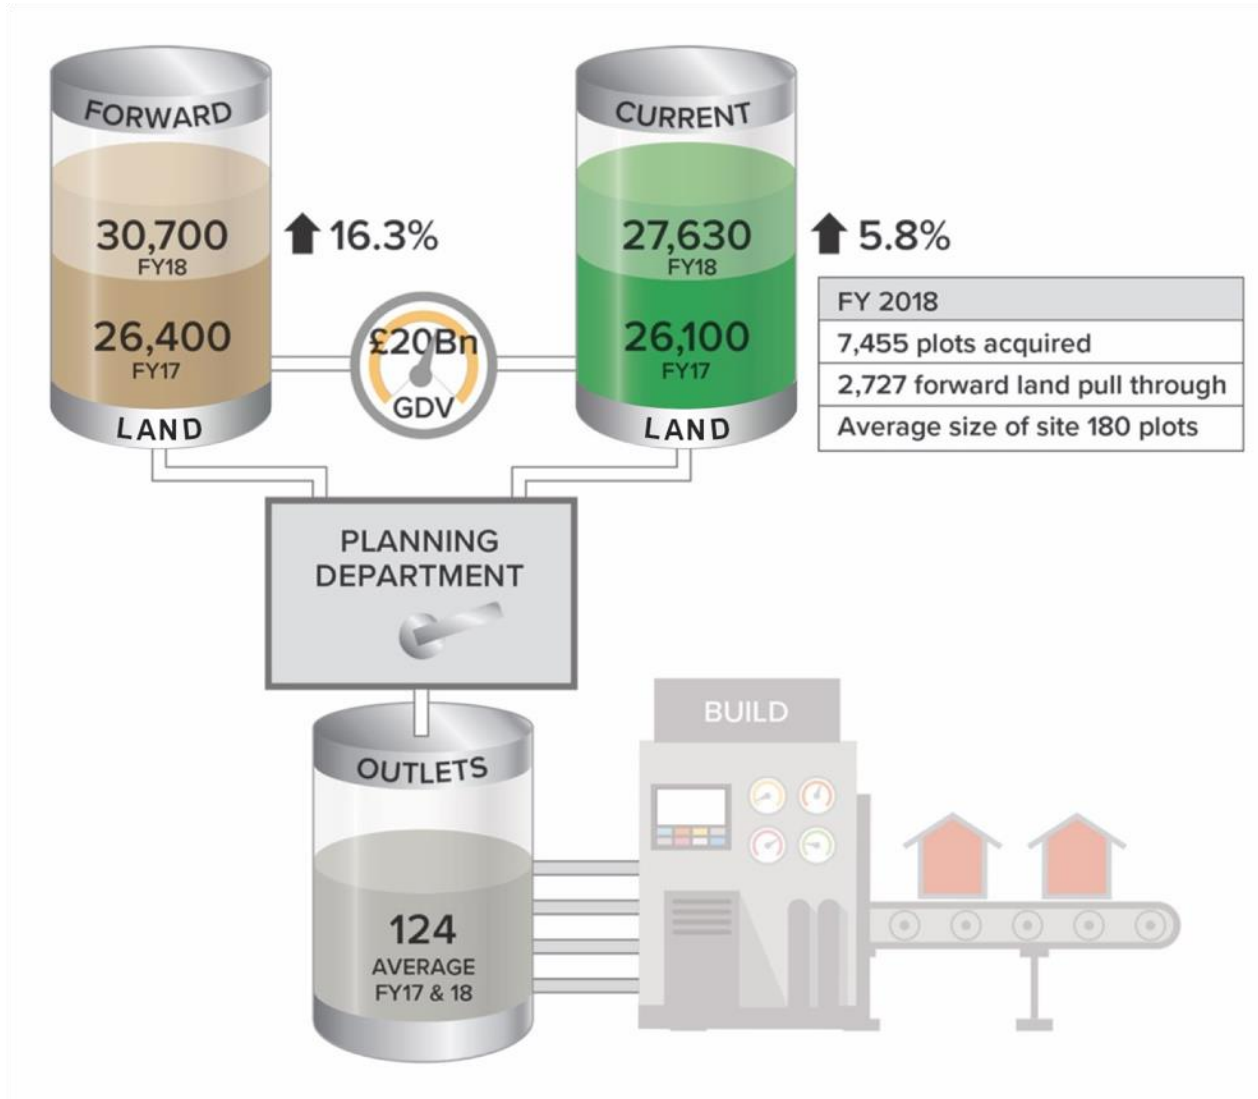 FORWARD
30,700
FY18
26,400
FY17
LAND
16.3%
£20Bn
GDV
CURRENT
27,630
FY18
26,100
FY17
LAND
5.8%
FY 2018
7,455 plots acquired
2,727 forward land pull through
Average size of site 180 plots
PLANNING
DEPARTMENT
OUTLETS
124
AVERAGE
FY17 & 18
BUILD